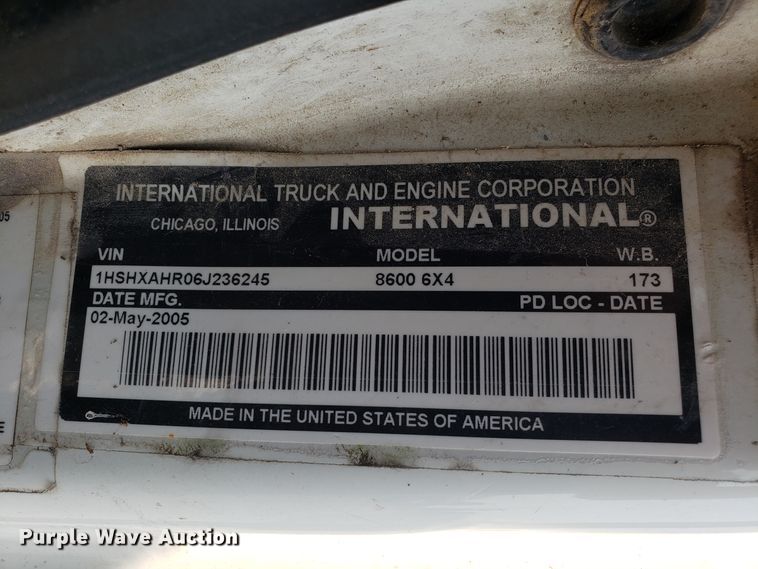 INTERNATIONAL TRUCK AND ENGINE CORPORATION
CHICAGO, ILLINOIS INTERNATIONAL®
VIN MODEL W.B.
1HSHXAHR06J236245 8600 6X4 173
DATE MFG. PD LOC - DATE
02-May-2005
MADE IN THE UNITED STATES OF AMERICA
05
E
Purple Wave Auction